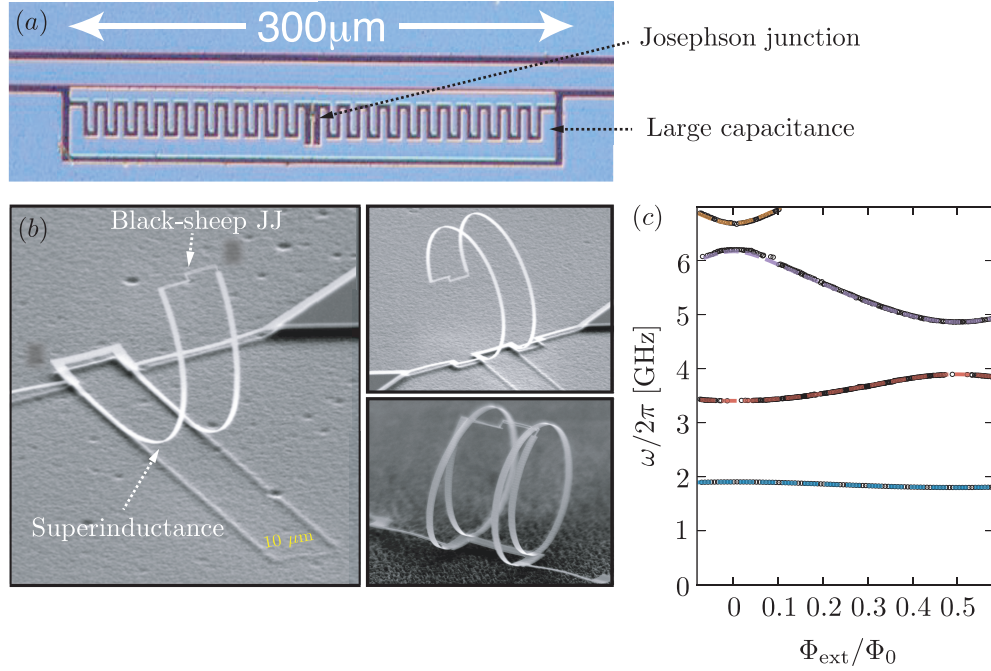 (a)
300μm
Josephson junction
Large capacitance
(b)
Black-sheep JJ
Superinductance
10 μm
(c)
ω/2π [GHz]
6
5
4
3
2
1
0
0 0.1 0.2 0.3 0.4 0.5
Φext/Φ0